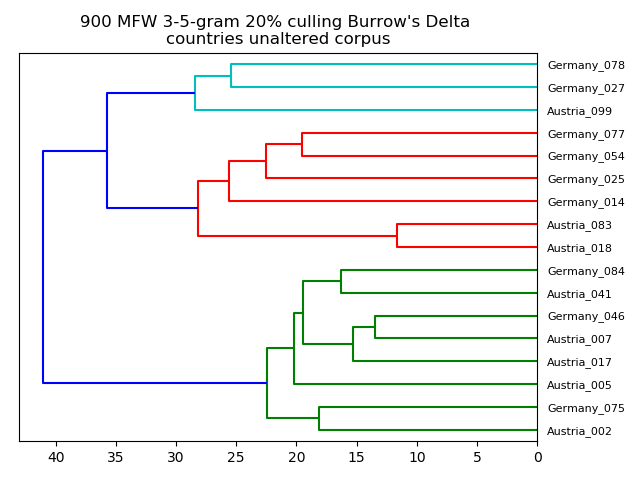 900 MFW 3-5-gram 20% culling Burrow's Delta
countries unaltered corpus
Germany_078
Germany_027
Austria_099
Germany_077
Germany_054
Germany_025
Germany_014
Austria_083
Austria_018
Germany_084
Austria_041
Germany_046
Austria_007
Austria_017
Austria_005
Germany_075
Austria_002
40 35 30 25 20 15 10 5 0